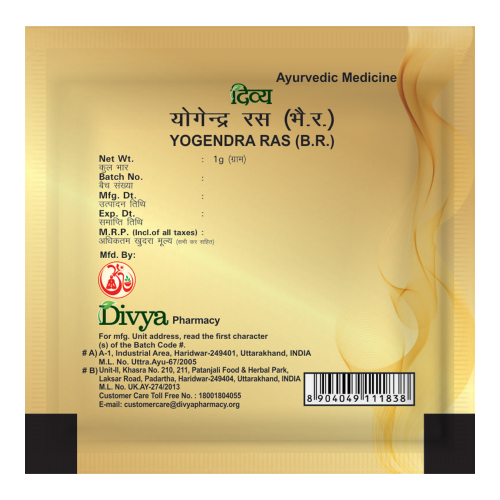 Ayurvedic Medicine
दिव्य
योगेन्द्र रस (भै.र.)
YOGENDRA RAS (B.R.)
Net Wt. : 1g (ग्राम)
कुल भार
Batch No. :
बैच संख्या
Mfg. Dt. :
उत्पादन तिथि
Exp. Dt. :
समाप्ति तिथि
M.R.P. (Incl.of all taxes) :
अधिकतम खुदरा मूल्य (सभी कर सहित)
Mfd. By:
Divya Pharmacy
For mfg. Unit address, read the first character
(s) of the Batch Code #.
# A) A-1, Industrial Area, Haridwar-249401, Uttarakhand, INDIA
M.L. No. Uttra.Ayu-67/2005
# B) Unit-II, Khasra No. 210, 211, Patanjali Food & Herbal Park,
Laksar Road, Padartha, Haridwar-249404, Uttarakhand, INDIA
M.L. No. UK.AY-274/2013
Customer Care Toll Free No. : 18001804055
E-mail: customercare@divyapharmacy.org
8 904049 111838